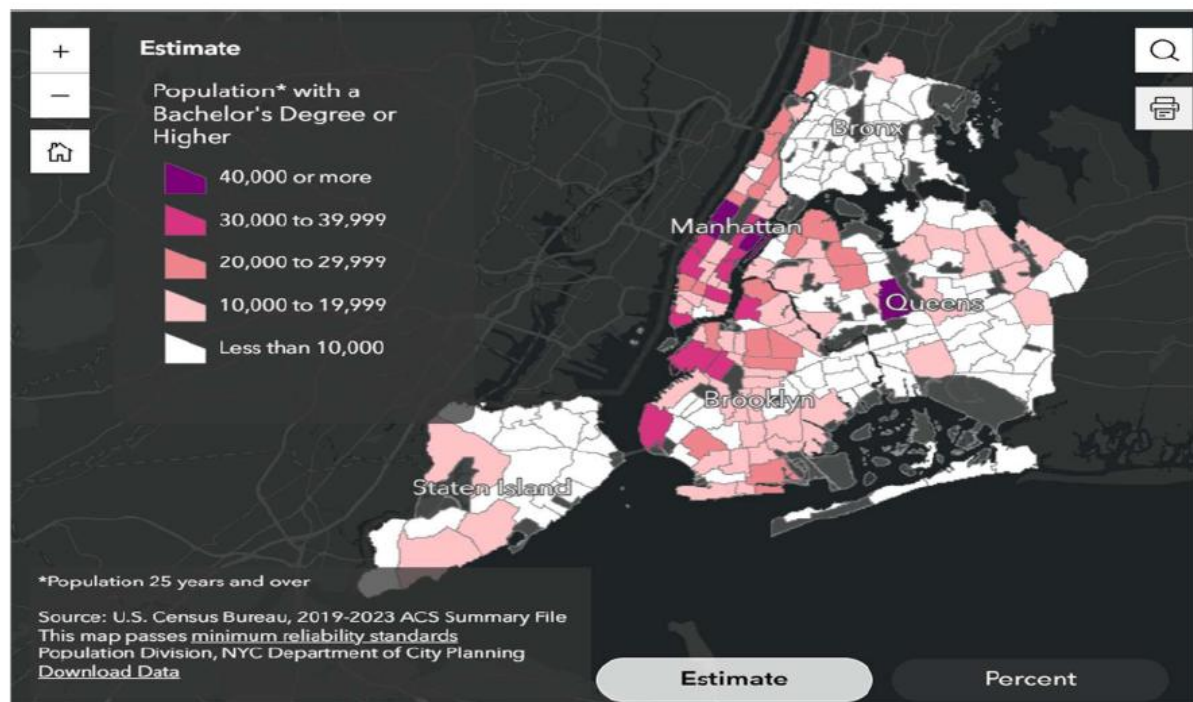 +
−
Estimate
Population* with a
Bachelor's Degree or
Higher
40,000 or more
30,000 to 39,999
20,000 to 29,999
10,000 to 19,999
Less than 10,000
Bronx
Manhattan
Queens
Brooklyn
Staten Island
*Population 25 years and over
Source: U.S. Census Bureau, 2019-2023 ACS Summary File
This map passes minimum reliability standards
Population Division, NYC Department of City Planning
Download Data
Estimate
Percent